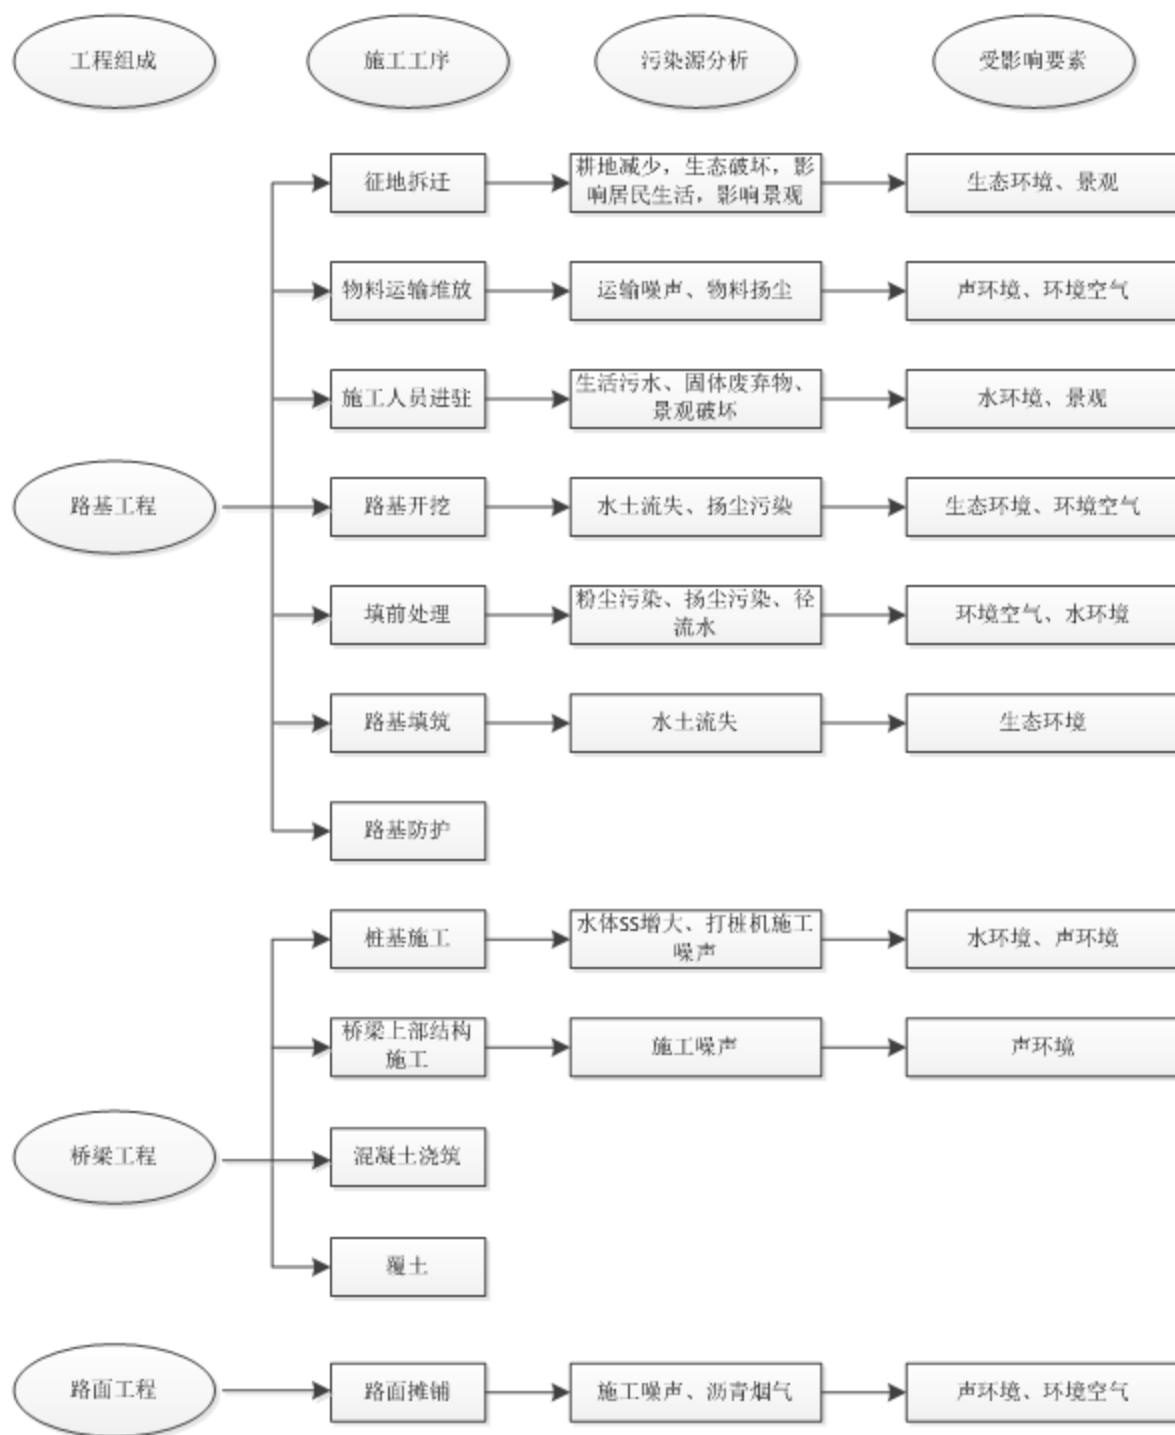 工程组成
施工工序
污染源分析
受影响要素
征地拆迁
耕地减少，生态破坏，影
响居民生活，影响景观
生态环境、景观
物料运输堆放
运输噪声、物料扬尘
声环境、环境空气
施工人员进驻
生活污水、固体废弃物、
景观破坏
水环境、景观
路基工程
路基开挖
水土流失、扬尘污染
生态环境、环境空气
填前处理
粉尘污染、扬尘污染、径
流水
环境空气、水环境
路基填筑
水土流失
生态环境
路基防护
桩基施工
水体SS增大、打桩机施工
噪声
水环境、声环境
桥梁上部结构
施工
施工噪声
声环境
桥梁工程
混凝土浇筑
覆土
路面工程
路面摊铺
施工噪声、沥青烟气
声环境、环境空气